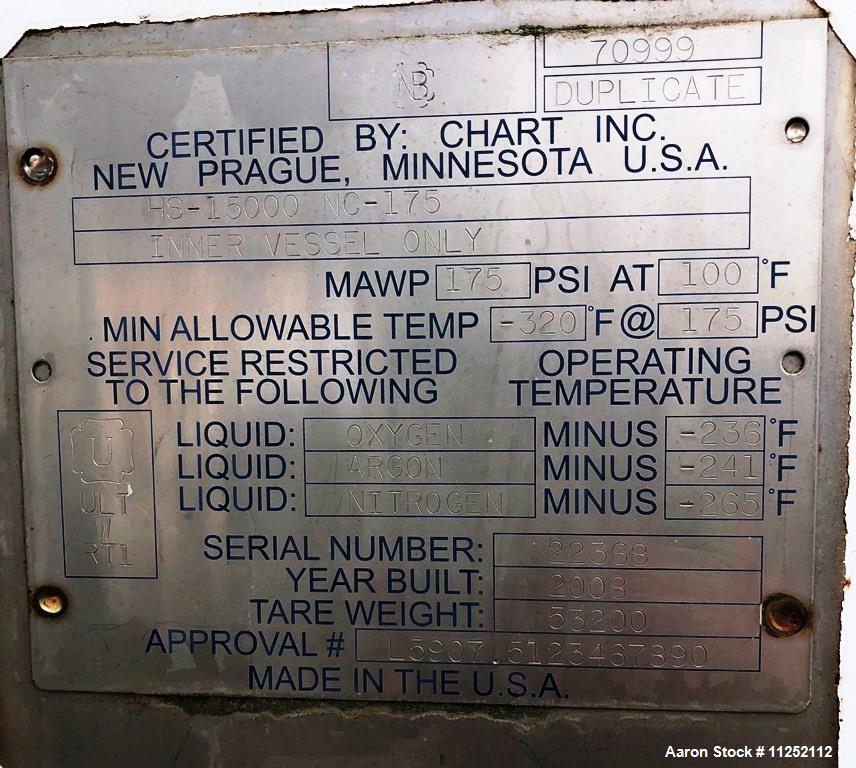 NB 70999
DUPLICATE
CERTIFIED BY: CHART INC.
NEW PRAGUE, MINNESOTA U.S.A.
HS-15000 NC-175
INNER VESSEL ONLY
MAWP 175 PSI AT 100 °F
MIN ALLOWABLE TEMP -320 °F @ 175 PSI
SERVICE RESTRICTED TO THE FOLLOWING
OPERATING TEMPERATURE
LIQUID: OXYGEN MINUS -236 °F
LIQUID: ARGON MINUS -241 °F
LIQUID: NITROGEN MINUS -265 °F
U
ULT
W
RT1
SERIAL NUMBER: 22368
YEAR BUILT: 2008
TARE WEIGHT: 53200
APPROVAL # L5907.5123467890
MADE IN THE U.S.A.
Aaron Stock # 11252112